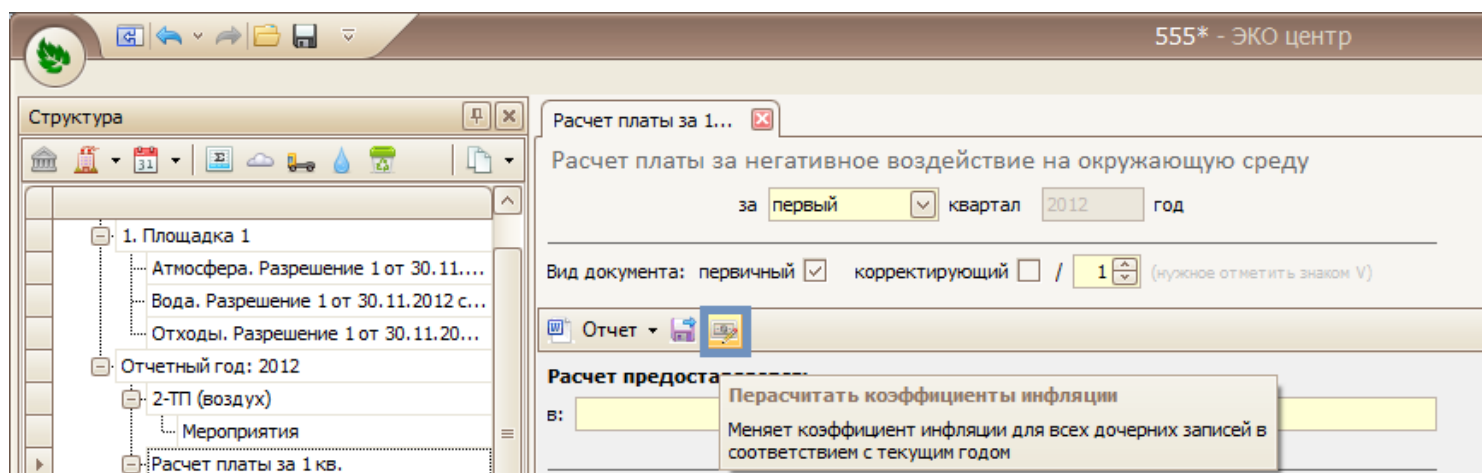 555* - ЭКО центр
Структура
Расчет платы за 1...
31
Расчет платы за негативное воздействие на окружающую среду
за первый квартал 2012 год
1. Площадка 1
Атмосфера. Разрешение 1 от 30.11....
Вода. Разрешение 1 от 30.11.2012 с...
Отходы. Разрешение 1 от 30.11.20...
Отчетный год: 2012
2-ТП (воздух)
Мероприятия
Расчет платы за 1 кв.
Вид документа: первичный корректирующий / 1 (нужное отметить знаком V)
Отчет
Расчет
в:
Перасчитать коэффициенты инфляции
Меняет коэффициент инфляции для всех дочерних записей в
соответствием с текущим годом